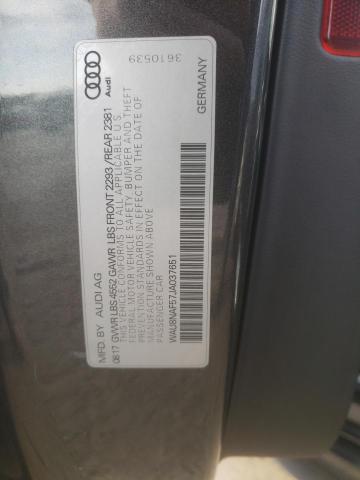 Audi
3610539
MFD. BY AUDI AG
GERMANY
08.17 GVWR LBS 4552 GAWR LBS FRONT 2293 / REAR 2381
THIS VEHICLE CONFORMS TO ALL APPLICABLE U.S.
FEDERAL MOTOR VEHICLE SAFETY, BUMPER AND THEFT
PREVENTION STANDARDS IN EFFECT ON THE DATE OF
MANUFACTURE SHOWN ABOVE.
PASSENGER CAR
WAU8NAF57JA037651